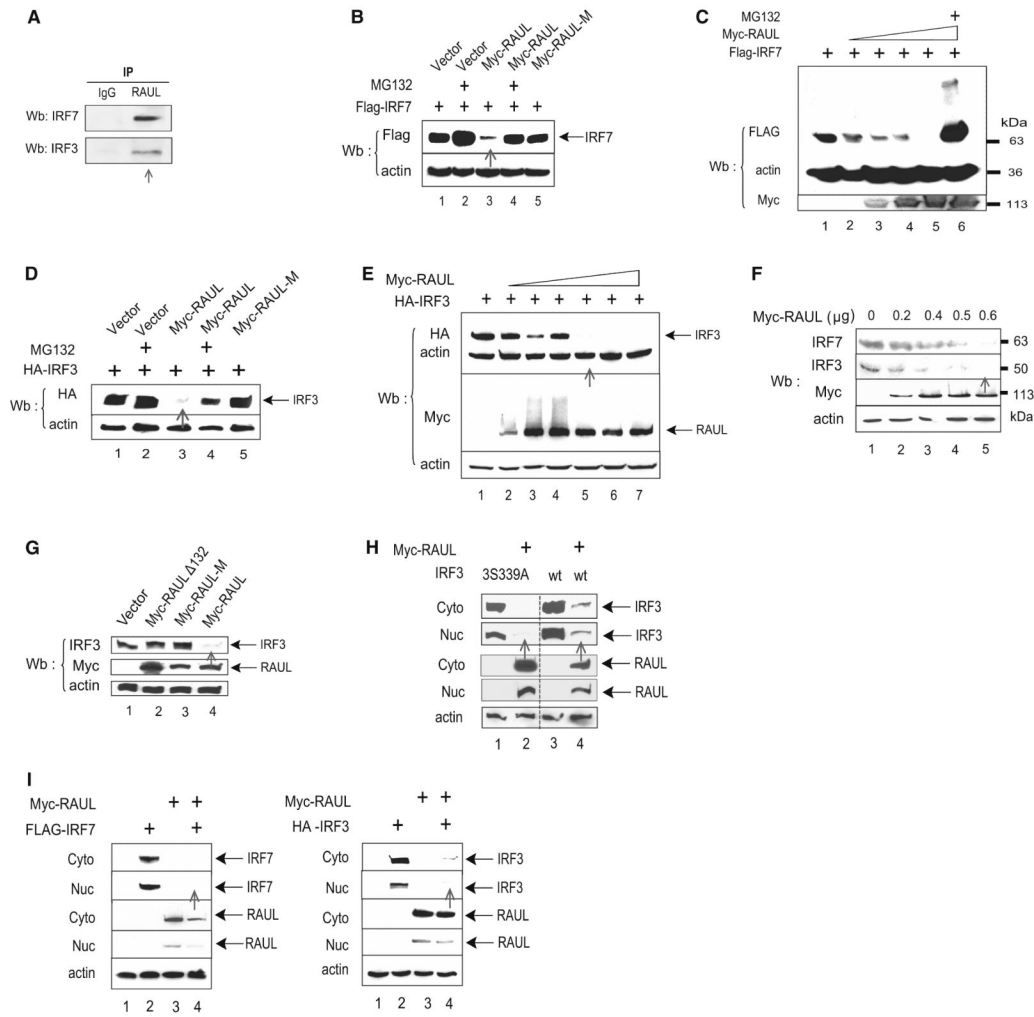 A
IP
IgG RAUL
Wb: IRF7
Wb: IRF3
B
Vector Vector Myc-RAUL Myc-RAUL Myc-RAUL-M
MG132 + +
Flag-IRF7 + + + + +
Wb : Flag IRF7
actin
1 2 3 4 5
C
MG132 +
Myc-RAUL
Flag-IRF7 + + + + + +
kDa
FLAG 63
Wb :
actin 36
Myc 113
1 2 3 4 5 6
D
Vector Vector Myc-RAUL Myc-RAUL Myc-RAUL-M
MG132 + +
HA-IRF3 + + + + +
Wb : HA IRF3
actin
1 2 3 4 5
E
Myc-RAUL
HA-IRF3 + + + + + + +
HA IRF3
actin
Wb :
Myc RAUL
actin
1 2 3 4 5 6 7
F
Myc-RAUL (µg) 0 0.2 0.4 0.5 0.6
IRF7 63
IRF3 50
Wb :
Myc 113
actin kDa
1 2 3 4 5
G
Vector Myc-RAUL Δ132 Myc-RAUL-M Myc-RAUL
IRF3 IRF3
Wb : Myc RAUL
actin
1 2 3 4
H
Myc-RAUL + +
IRF3 3S339A wt wt
Cyto IRF3
Nuc IRF3
Cyto RAUL
Nuc RAUL
actin
1 2 3 4
I
Myc-RAUL + +
FLAG-IRF7 + +
Cyto IRF7
Nuc IRF7
Cyto RAUL
Nuc RAUL
actin
1 2 3 4
Myc-RAUL + +
HA -IRF3 + +
Cyto IRF3
Nuc IRF3
Cyto RAUL
Nuc RAUL
actin
1 2 3 4